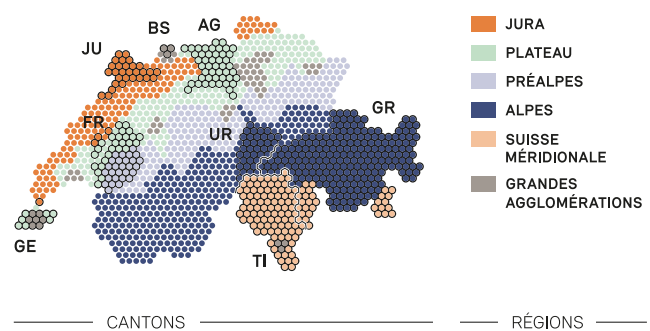 BS
AG
JU
FR
UR
GR
GE
TI
JURA
PLATEAU
PRÉALPES
ALPES
SUISSE
MÉRIDIONALE
GRANDES
AGGLOMÉRATIONS
CANTONS
RÉGIONS